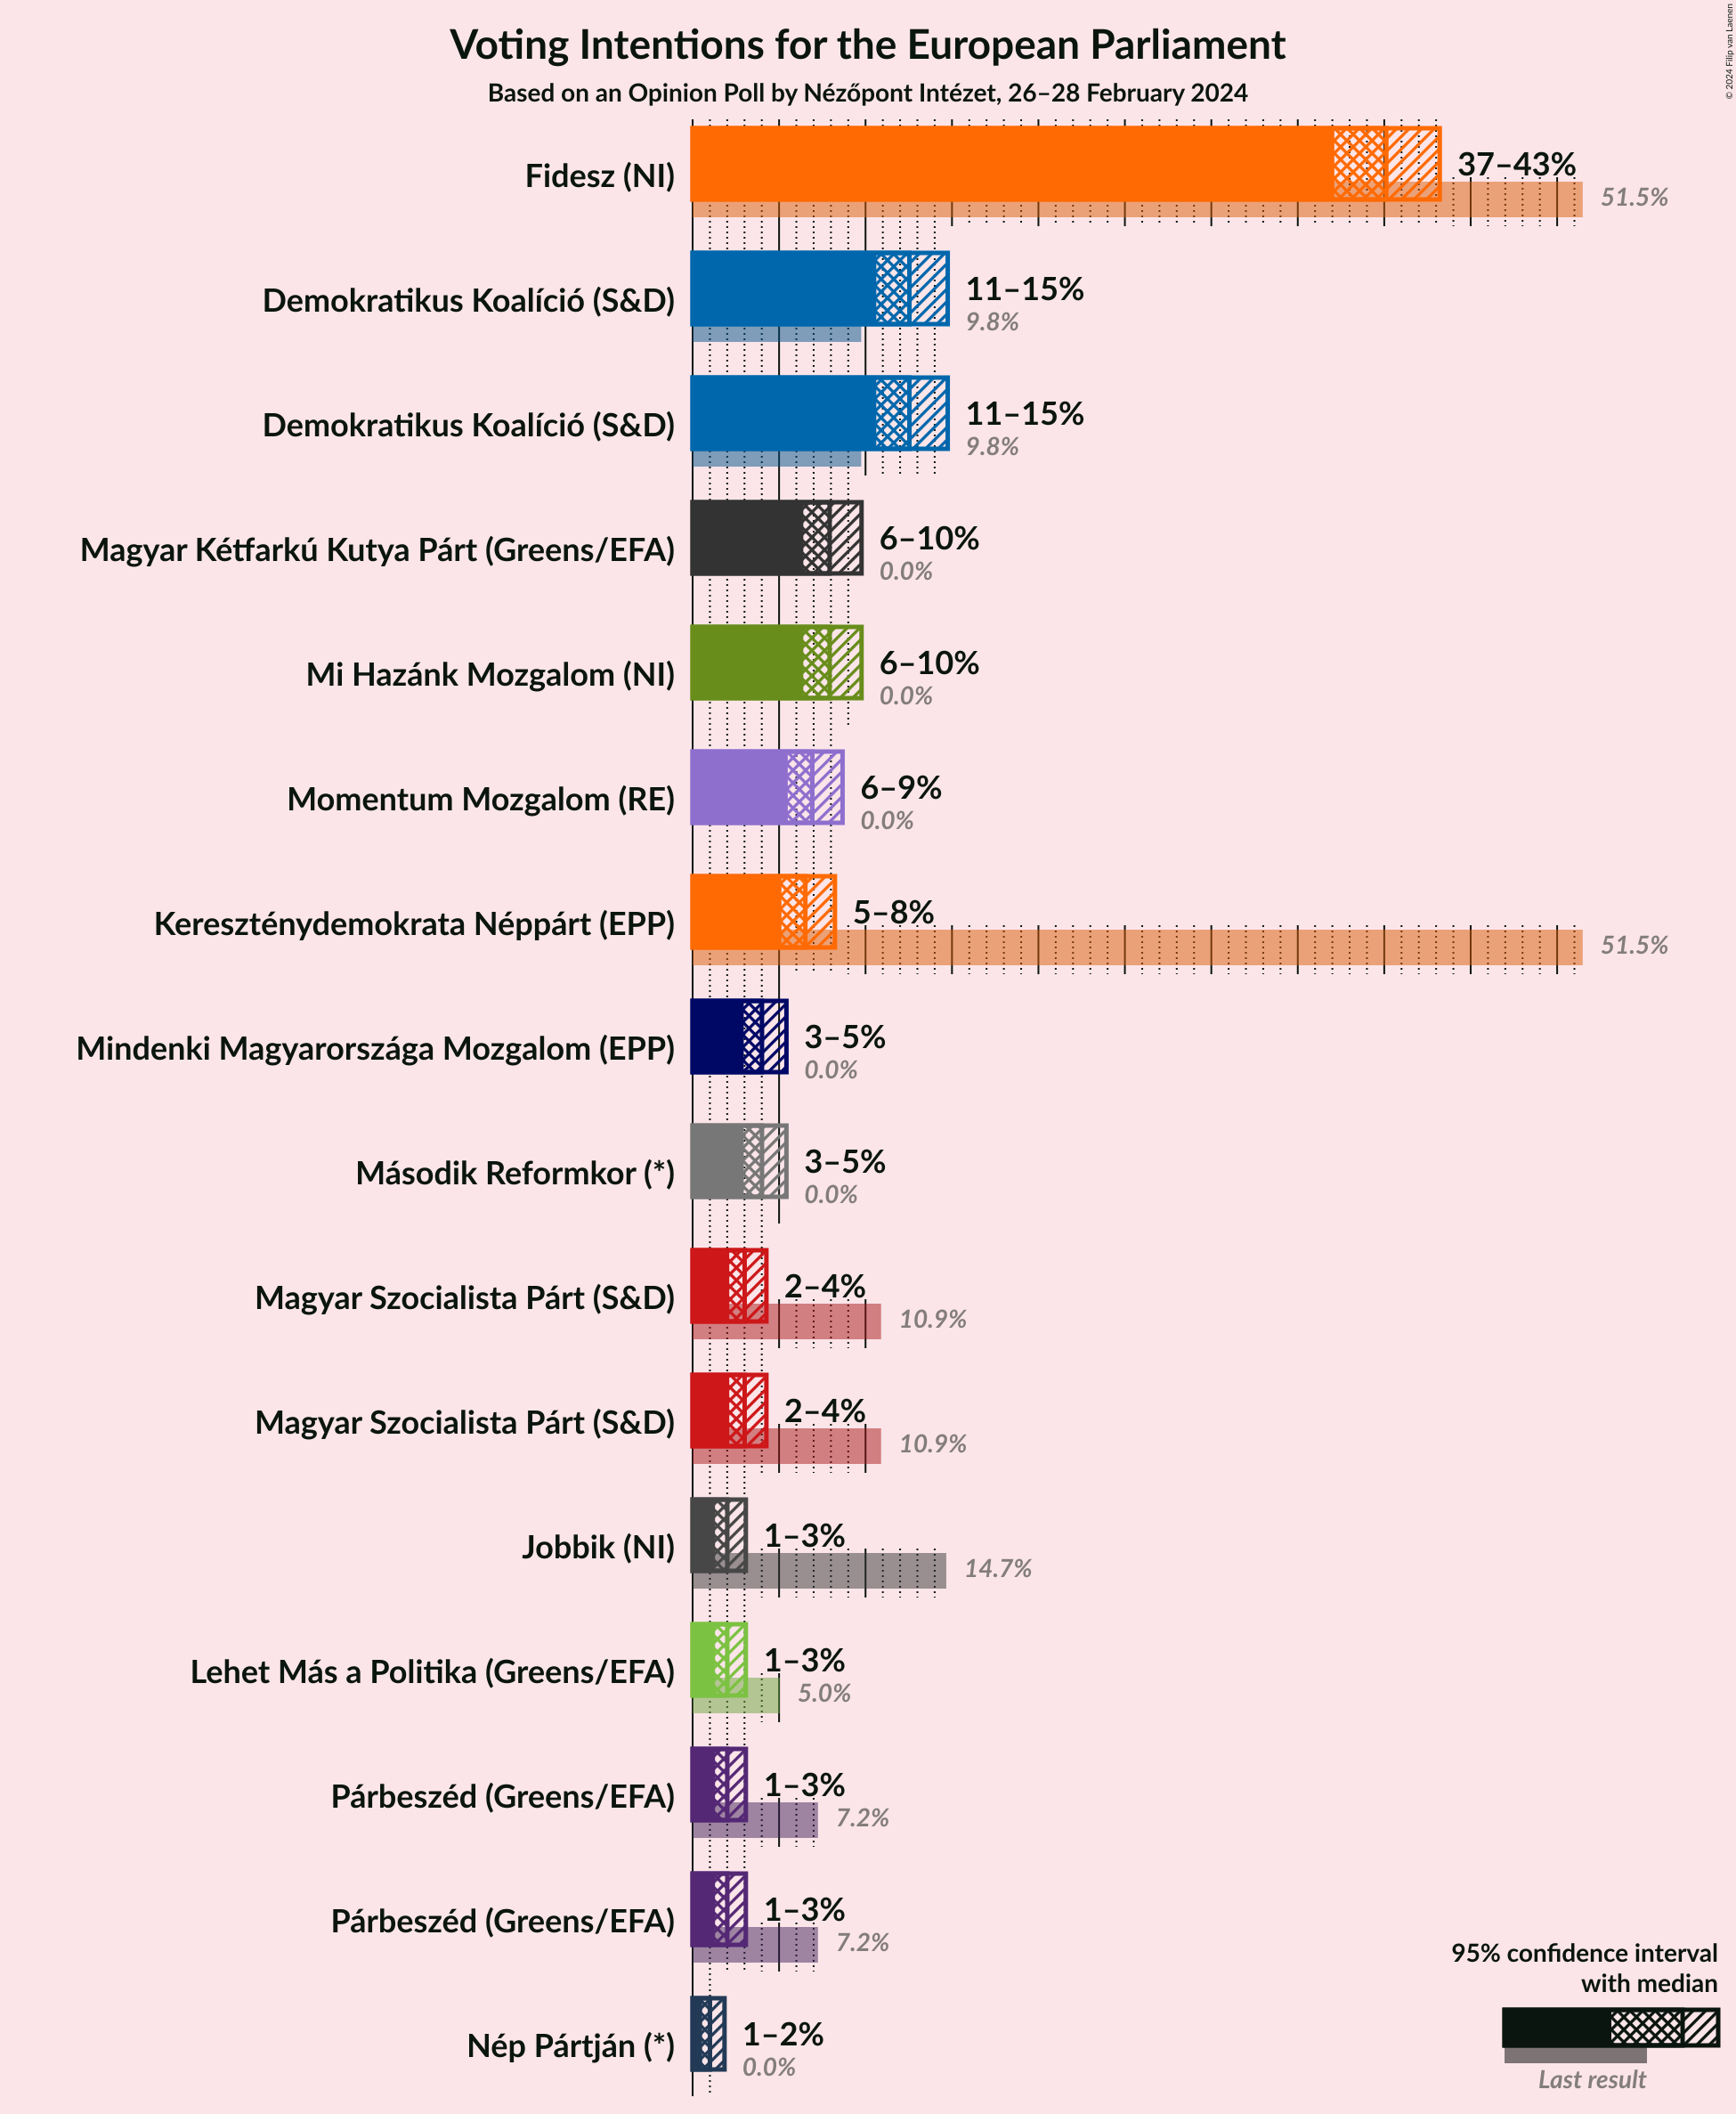 Voting Intentions for the European Parliament
Based on an Opinion Poll by Nézőpont Intézet, 26–28 February 2024
© 2024 Filip van Laenen
Fidesz (NI)
37–43%
51.5%
Demokratikus Koalíció (S&D)
11–15%
9.8%
Demokratikus Koalíció (S&D)
11–15%
9.8%
Magyar Kétfarkú Kutya Párt (Greens/EFA)
6–10%
0.0%
Mi Hazánk Mozgalom (NI)
6–10%
0.0%
Momentum Mozgalom (RE)
6–9%
0.0%
Kereszténydemokrata Néppárt (EPP)
5–8%
51.5%
Mindenki Magyarországa Mozgalom (EPP)
3–5%
0.0%
Második Reformkor (*)
3–5%
0.0%
Magyar Szocialista Párt (S&D)
2–4%
10.9%
Magyar Szocialista Párt (S&D)
2–4%
10.9%
Jobbik (NI)
1–3%
14.7%
Lehet Más a Politika (Greens/EFA)
1–3%
5.0%
Párbeszéd (Greens/EFA)
1–3%
7.2%
Párbeszéd (Greens/EFA)
1–3%
7.2%
Nép Pártján (*)
1–2%
0.0%
95% confidence interval
with median
Last result